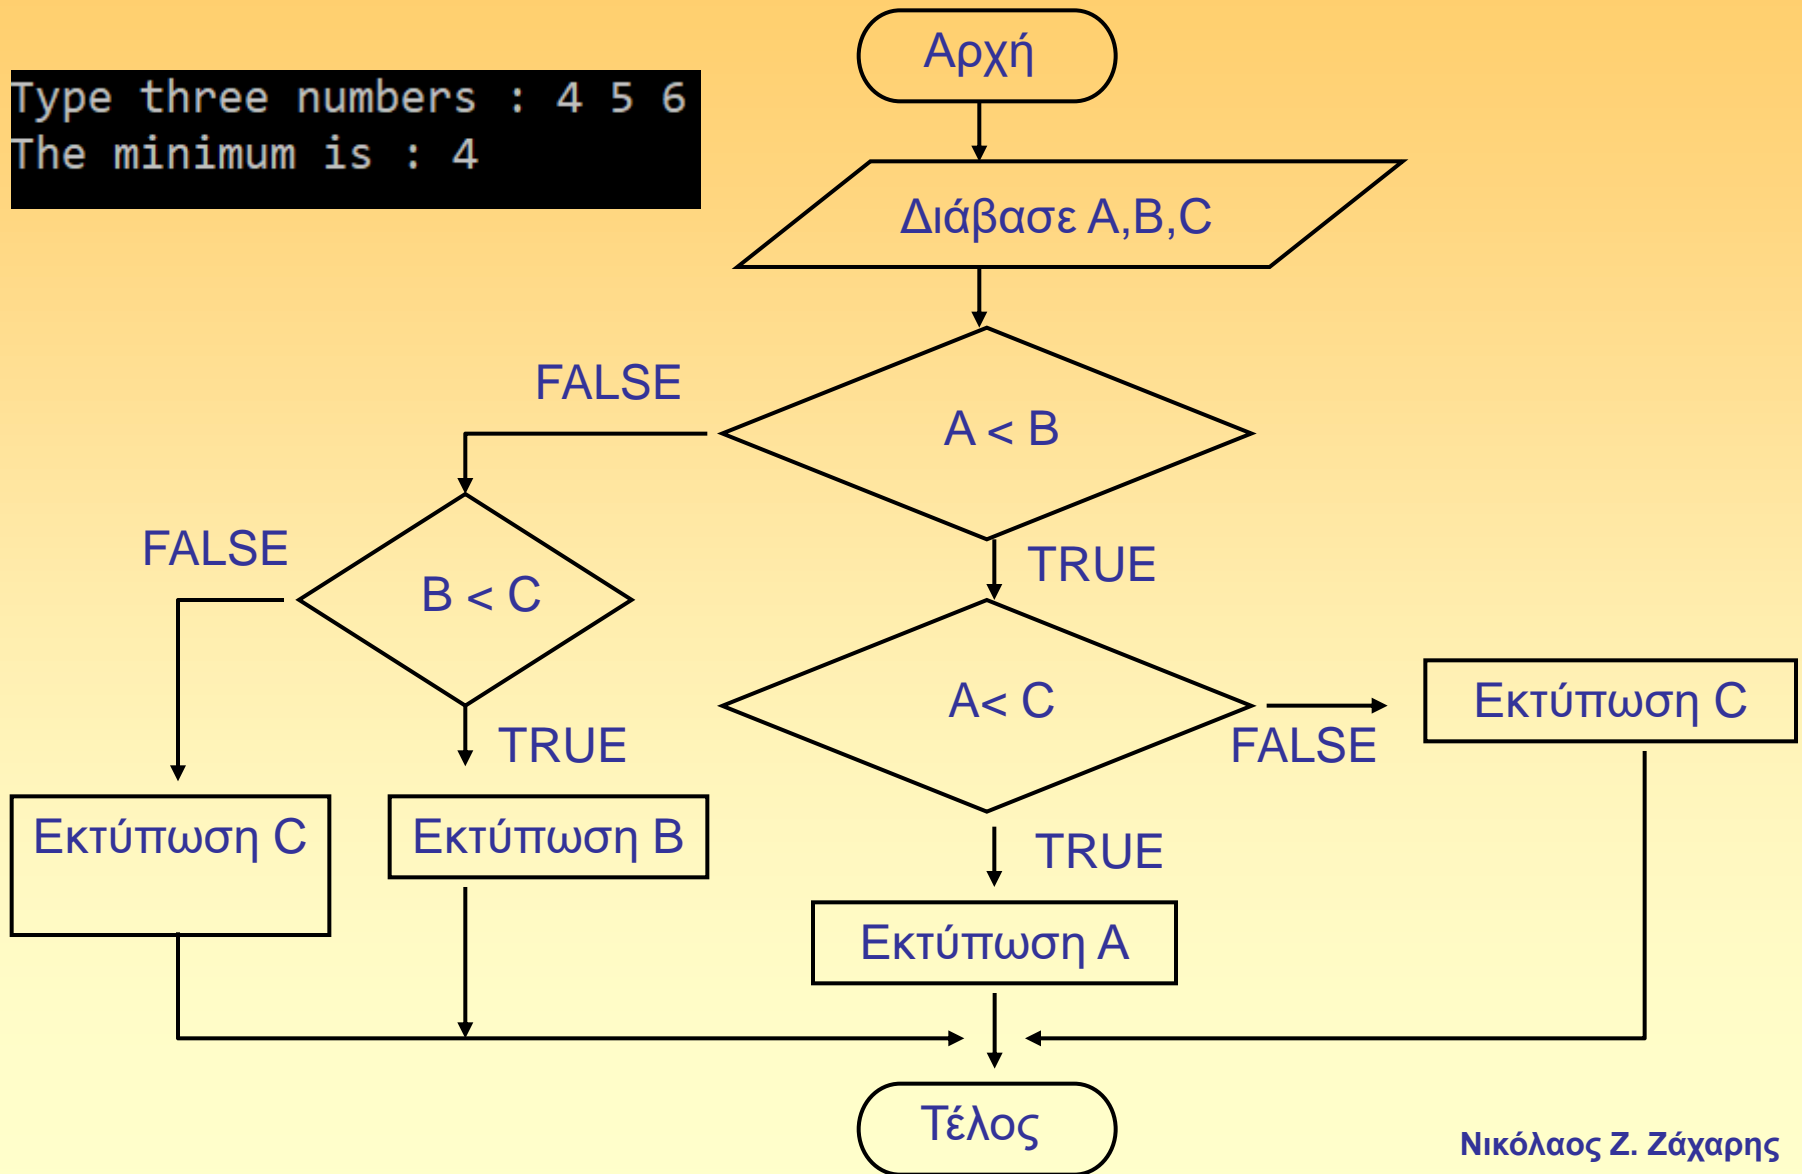 Type three numbers : 4 5 6
The minimum is : 4
Αρχή
Διάβασε A,B,C
FALSE
A < B
FALSE
TRUE
B < C
A< C
Εκτύπωση C
TRUE
FALSE
Εκτύπωση C
Εκτύπωση B
TRUE
Εκτύπωση A
Τέλος
Νικόλαος Ζ. Ζάχαρης